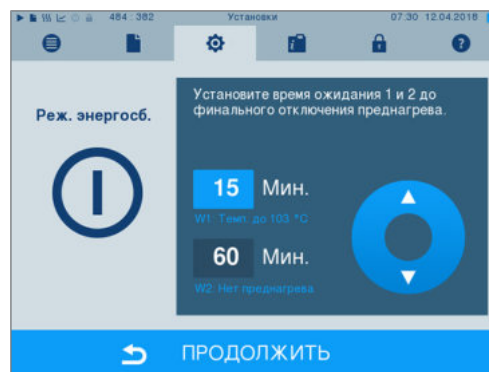 484 : 382 Установки 07:30 12.04.2018
Реж. энергосб.
Установите время ожидания 1 и 2 до
финального отключения преднагрева.
15 Мин.
W1: Темп. до 103 °C
60 Мин.
W2: Нет преднагрева
ПРОДОЛЖИТЬ